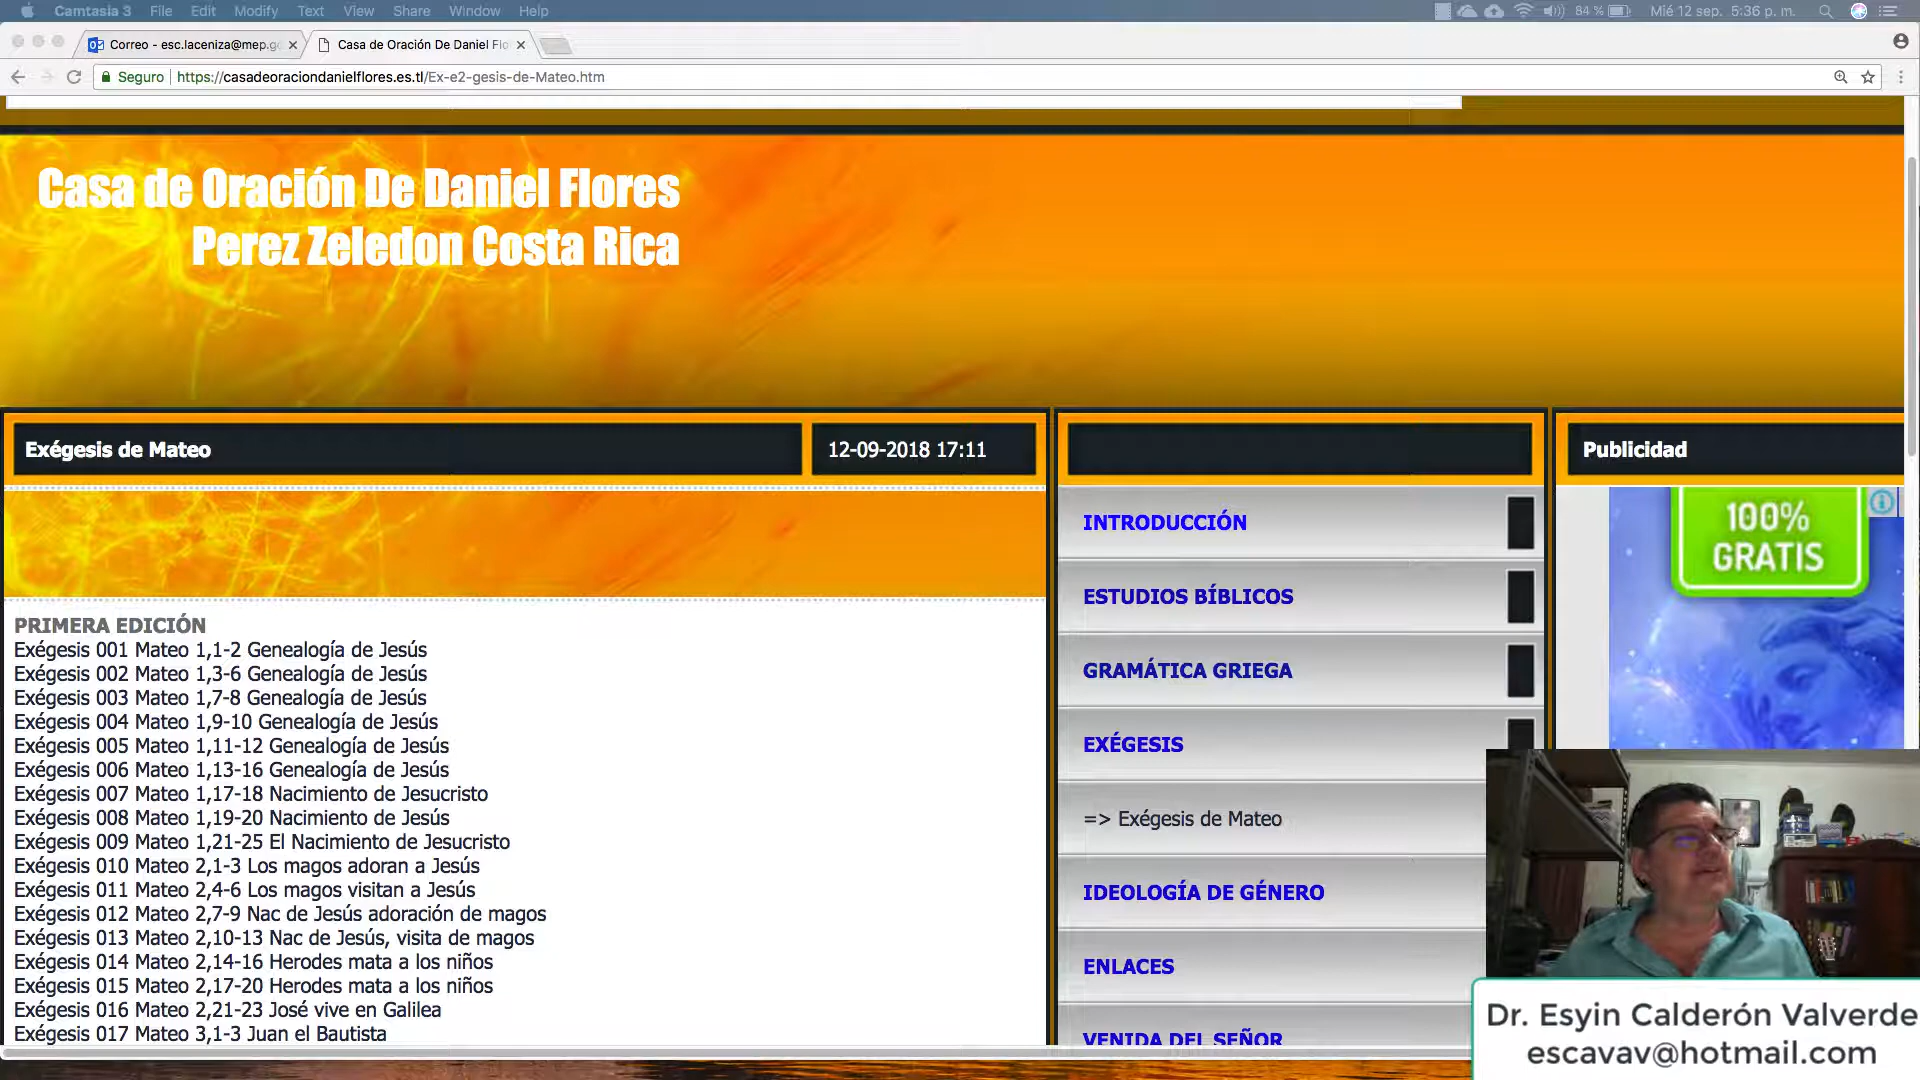 Camtasia 3 File Edit Modify Text View Share Window Help 84 % Mié 12 sep. 5:36 p. m.
Correo - esc.laceniza@mep.g
Casa de Oración De Daniel Flo
Seguro https://casadeoraciondanielflores.es.tl/Ex-e2-gesis-de-Mateo.htm
Casa de Oración De Daniel Flores
Perez Zeledon Costa Rica
Exégesis de Mateo
12-09-2018 17:11
PRIMERA EDICIÓN
Exégesis 001 Mateo 1,1-2 Genealogía de Jesús
Exégesis 002 Mateo 1,3-6 Genealogía de Jesús
Exégesis 003 Mateo 1,7-8 Genealogía de Jesús
Exégesis 004 Mateo 1,9-10 Genealogía de Jesús
Exégesis 005 Mateo 1,11-12 Genealogía de Jesús
Exégesis 006 Mateo 1,13-16 Genealogía de Jesús
Exégesis 007 Mateo 1,17-18 Nacimiento de Jesucristo
Exégesis 008 Mateo 1,19-20 Nacimiento de Jesús
Exégesis 009 Mateo 1,21-25 El Nacimiento de Jesucristo
Exégesis 010 Mateo 2,1-3 Los magos adoran a Jesús
Exégesis 011 Mateo 2,4-6 Los magos visitan a Jesús
Exégesis 012 Mateo 2,7-9 Nac de Jesús adoración de magos
Exégesis 013 Mateo 2,10-13 Nac de Jesús, visita de magos
Exégesis 014 Mateo 2,14-16 Herodes mata a los niños
Exégesis 015 Mateo 2,17-20 Herodes mata a los niños
Exégesis 016 Mateo 2,21-23 José vive en Galilea
Exégesis 017 Mateo 3,1-3 Juan el Bautista
INTRODUCCIÓN
ESTUDIOS BÍBLICOS
GRAMÁTICA GRIEGA
EXÉGESIS
=> Exégesis de Mateo
IDEOLOGÍA DE GÉNERO
ENLACES
VENIDA DEL SEÑOR
Publicidad
100%
GRATIS
Dr. Esyin Calderón Valverde
escavav@hotmail.com